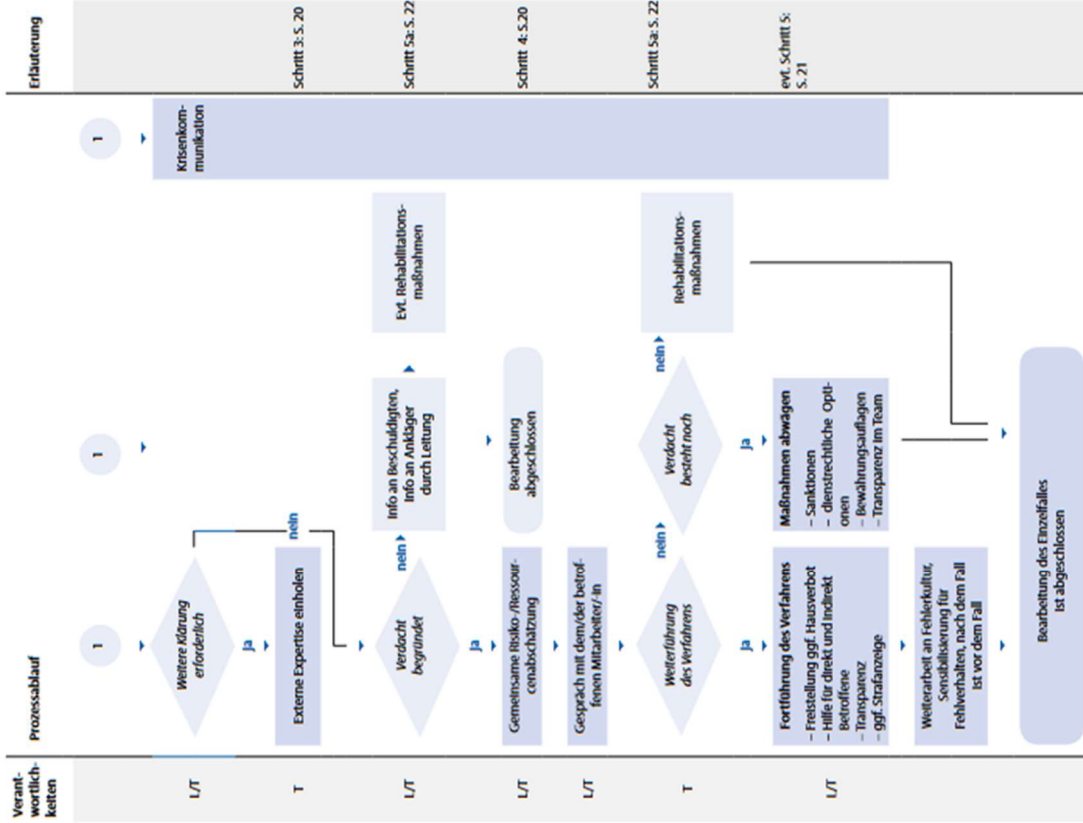 Verant-
wortlich-
keiten
Prozessablauf
Erläuterung
1
1
1
L/T
Weitere Klärung
erforderlich
Krisenkom-
munikation
Ja
nein
T
Externe Expertise einholen
Schritt 3: S. 20
L/T
Verdacht
begründet
nein
Info an Beschuldigten,
Info an Ankläger
durch Leitung
Evt. Rehabilitations-
maßnahmen
Schritt 5a: S. 22
Ja
L/T
Gemeinsame Risiko-/Ressour-
cenabschätzung
Bearbeitung
abgeschlossen
Schritt 4: S.20
L/T
Gespräch mit dem/der betrof-
fenen Mitarbeiter/-in
T
Weiterführung
des Verfahrens
nein
Verdacht
besteht noch
nein
Rehabilitations-
maßnahmen
Schritt 5a: S. 22
Ja
Ja
L/T
Fortführung des Verfahrens
– Freistellung ggf. Hausverbot
– Hilfe für direkt und indirekt
Betroffene
– Transparenz
– ggf. Strafanzeige
Maßnahmen abwägen
– Sanktionen
– dienstrechtliche Opti-
onen
– Bewährungsauflagen
– Transparenz im Team
evt. Schritt 5:
S. 21
Weiterarbeit an Fehlerkultur,
Sensibilisierung für
Fehlverhalten, nach dem Fall
ist vor dem Fall
Bearbeitung des Einzelfalles
ist abgeschlossen